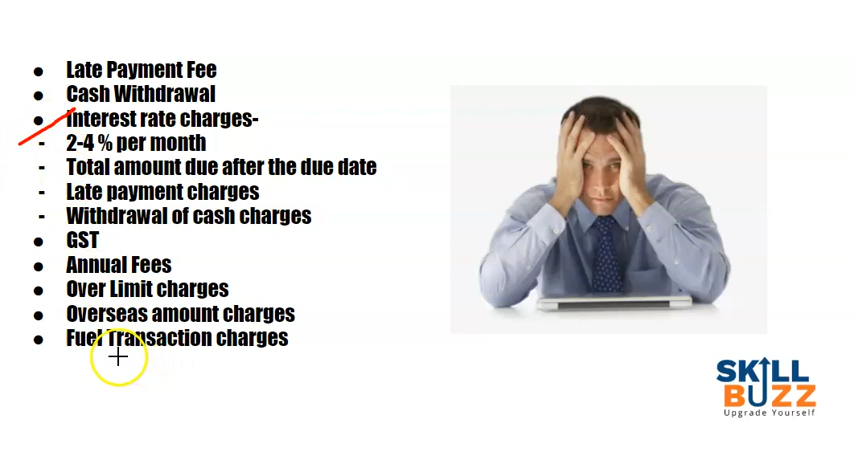 ● Late Payment Fee
● Cash Withdrawal
● Interest rate charges-
- 2-4 % per month
- Total amount due after the due date
- Late payment charges
- Withdrawal of cash charges
● GST
● Annual Fees
● Over Limit charges
● Overseas amount charges
● Fuel Transaction charges
SKILL
BUZZ
Upgrade Yourself